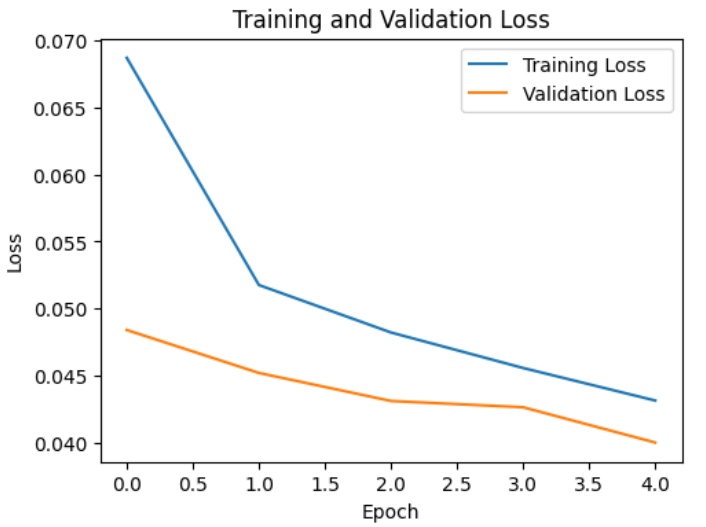 Training and Validation Loss
Training Loss
Validation Loss
0.070
0.065
0.060
0.055
0.050
0.045
0.040
Loss
0.0 0.5 1.0 1.5 2.0 2.5 3.0 3.5 4.0
Epoch